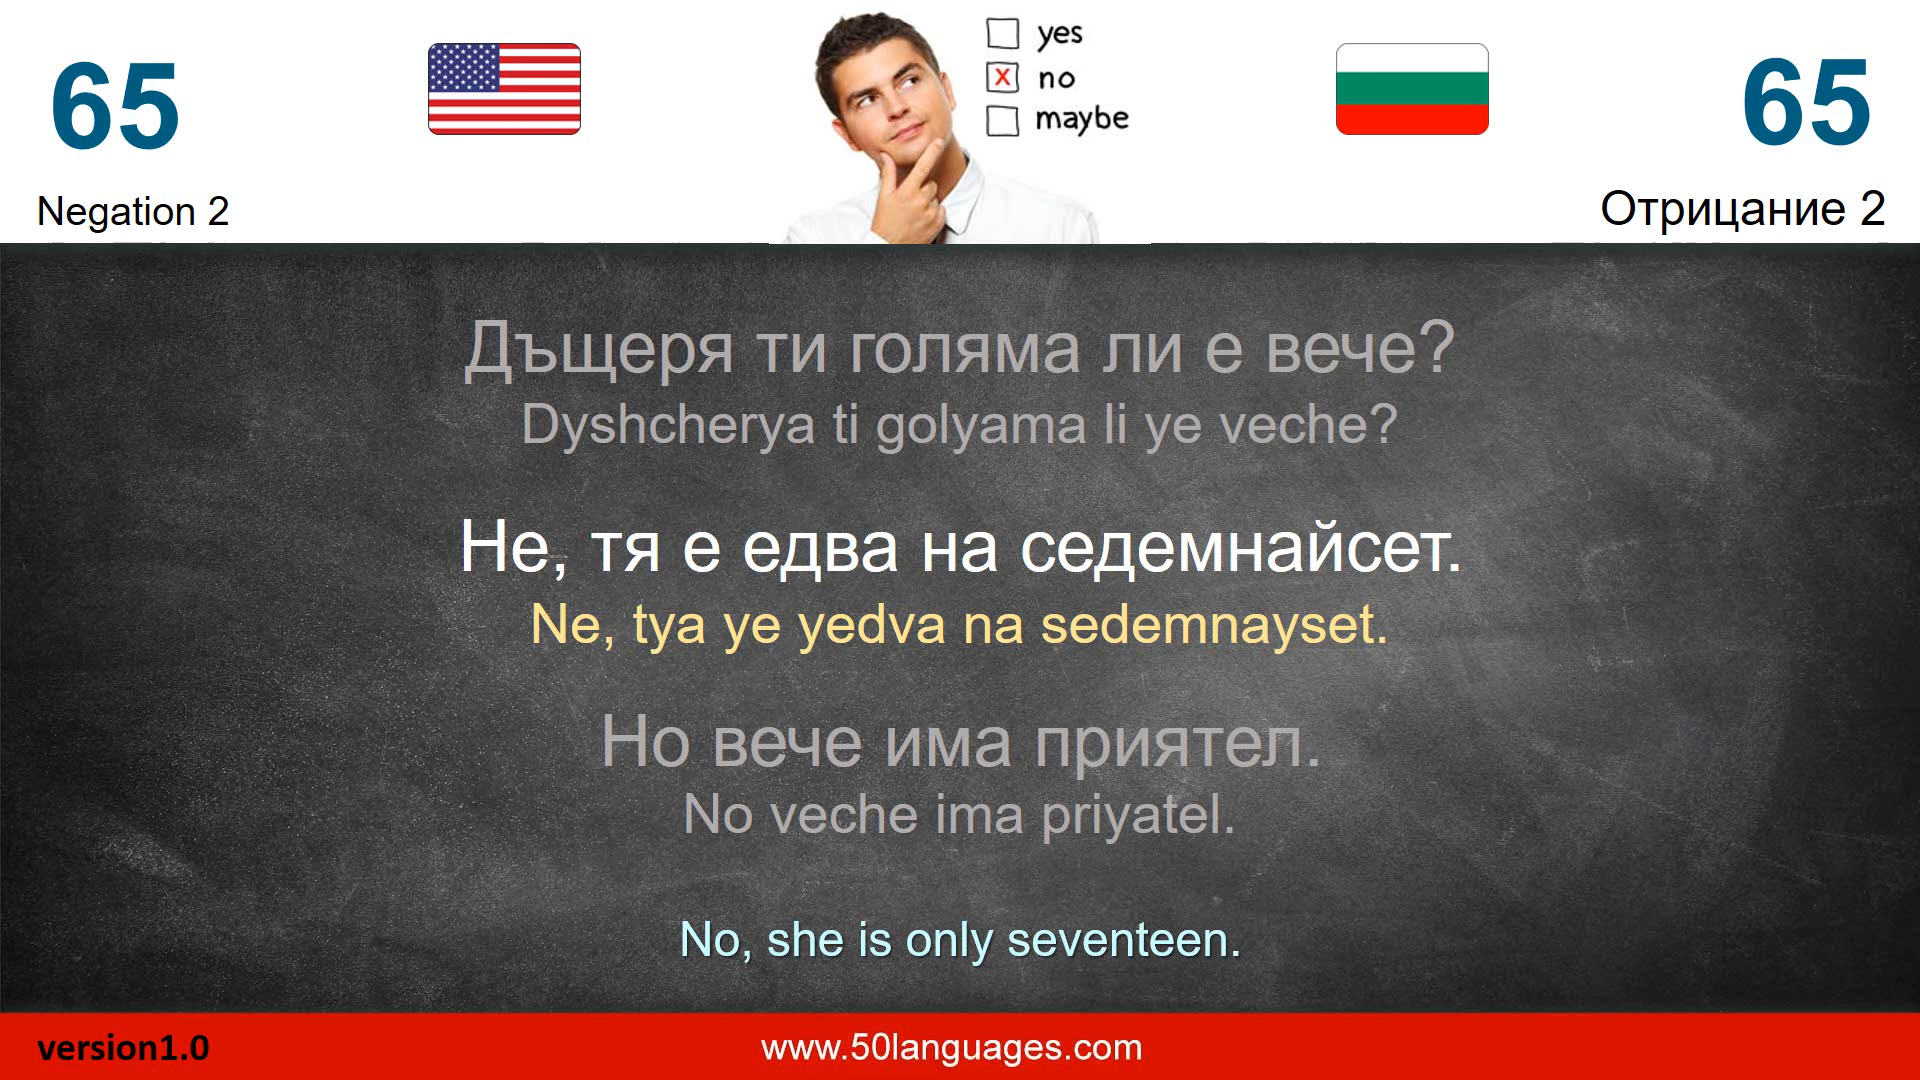 65
65
yes
x no
maybe
Negation 2
Отрицание 2
Дъщеря ти голяма ли е вече?
Dyshcherya ti golyama li ye veche?
Не, тя е едва на седемнайсет.
Ne, tya ye yedva na sedemnayset.
Но вече има приятел.
No veche ima priyatel.
No, she is only seventeen.
version1.0
www.50languages.com